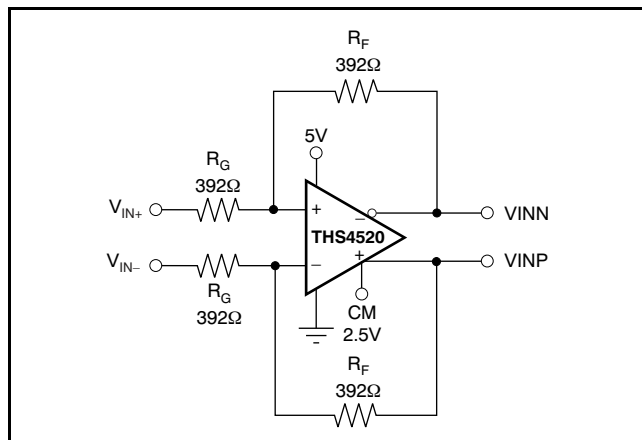 R_F
392Ω
5V
R_G
392Ω
V_IN+
+
−
VINN
THS4520
V_IN−
−
+
VINP
R_G
392Ω
CM
2.5V
R_F
392Ω